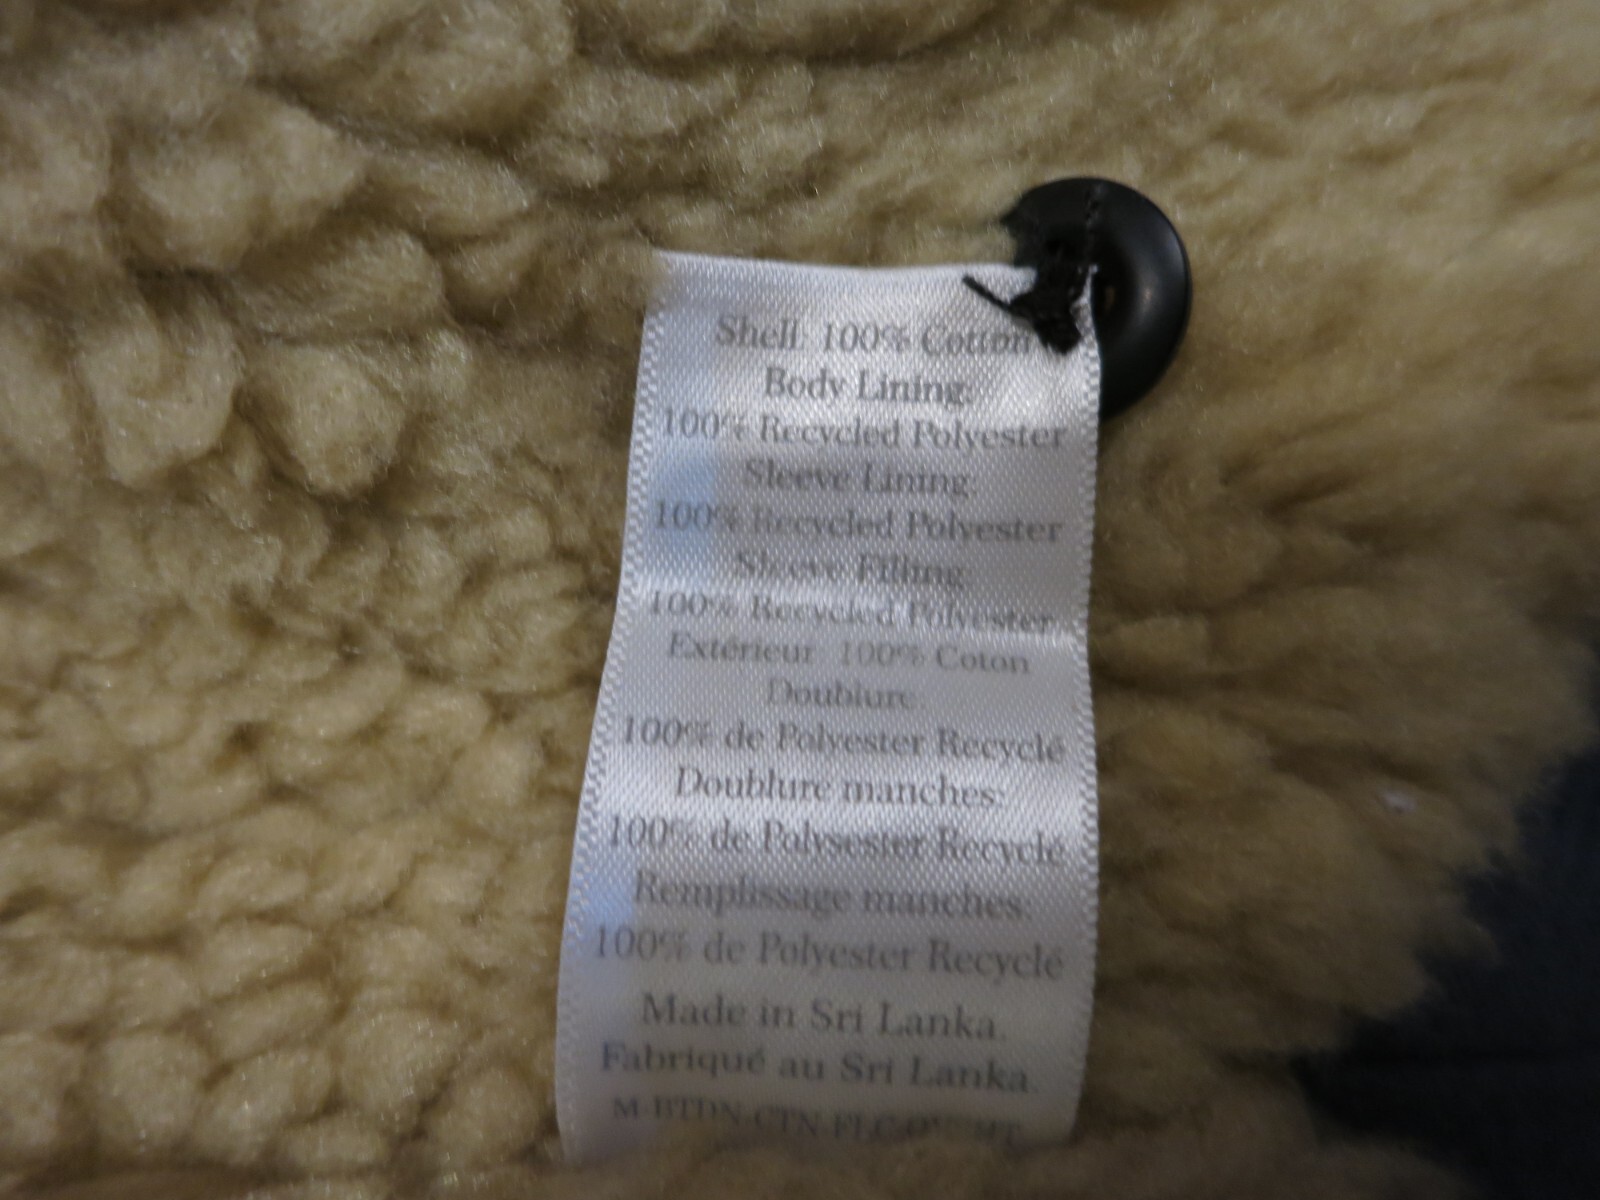 Shell: 100% Cotton
Body Lining:
100% Recycled Polyester
Sleeve Lining:
100% Recycled Polyester
Sleeve Filling:
100% Recycled Polyester
Extérieur: 100% Coton
Doublure:
100% de Polyester Recyclé
Doublure manches:
100% de Polysester Recyclé
Remplissage manches:
100% de Polyester Recyclé
Made in Sri Lanka.
Fabriqué au Sri Lanka.